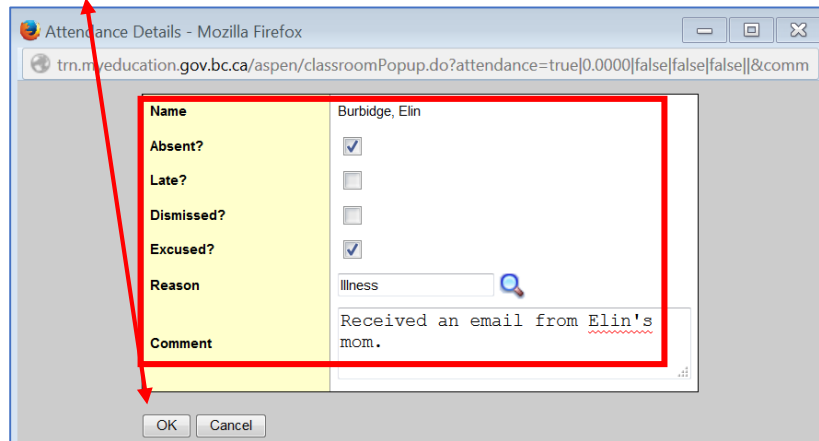 Attendance Details - Mozilla Firefox
trn.myeducation.gov.bc.ca/aspen/classroomPopup.do?attendance=true|0.0000|false|false|false||&comm
Name Burbidge, Elin
Absent?
Late?
Dismissed?
Excused?
Reason Illness
Received an email from Elin's
Comment mom.
OK Cancel